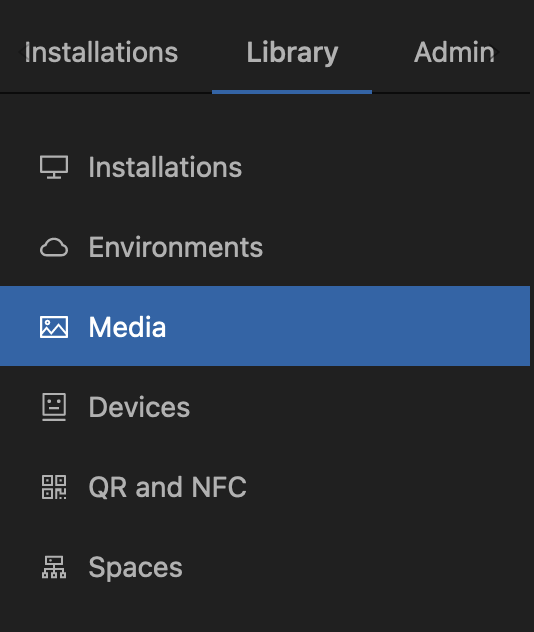 Installations Library Admin
Installations
Environments
Media
Devices
QR and NFC
Spaces